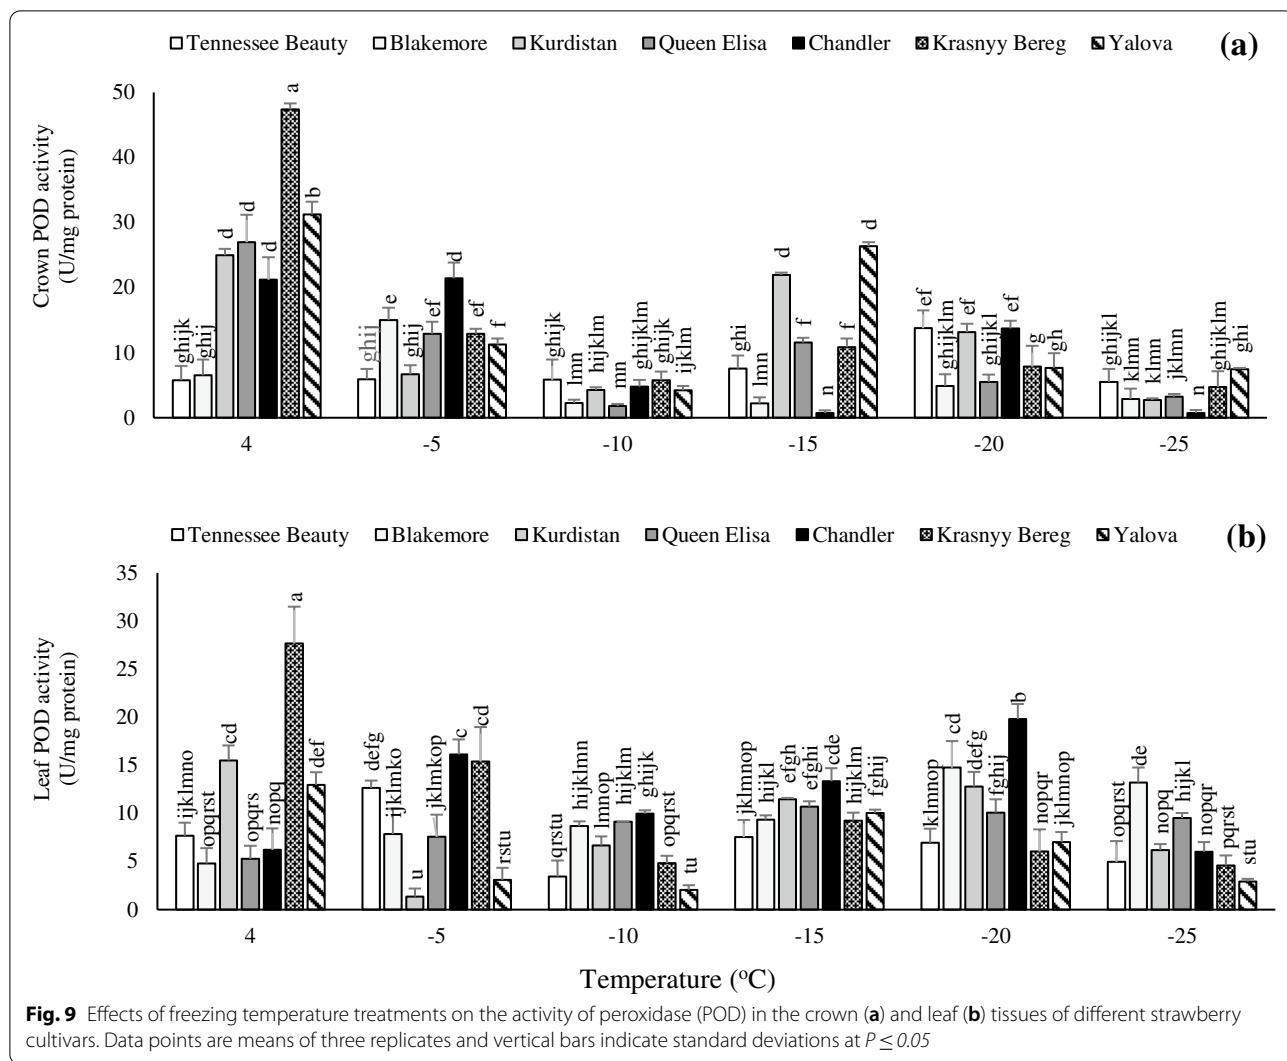 Tennessee Beauty Blakemore Kurdistan Queen Elisa Chandler Krasnyy Bereg Yalova (a)
Crown POD activity
(U/mg protein)
50
40
30
20
10
0
ghijk ghij d d d a b
ghij e ghij ef d ef f
ghijk lmn hijklm mn ghijklm ghijk ijklm
ghi lmn d f n f d
ef ghijklm ef ghijkl ef g gh
ghijkl klmn klmn jklmn n ghijklm ghi
4 -5 -10 -15 -20 -25
Tennessee Beauty Blakemore Kurdistan Queen Elisa Chandler Krasnyy Bereg Yalova (b)
Leaf POD activity
(U/mg protein)
35
30
25
20
15
10
5
0
ijklmno opqrst cd opqrs nopq a def
defg ijklmko u jklmkop c cd rstu
qrstu hijklmn lmnop hijklm ghijk opqrst tu
jklmnop hijkl efgh efghi cde hijklm fghij
klmnop cd defg fghij b nopqr jklmnop
opqrst de nopq hijkl nopqr pqrst stu
4 -5 -10 -15 -20 -25
Temperature (°C)
Fig. 9 Effects of freezing temperature treatments on the activity of peroxidase (POD) in the crown (a) and leaf (b) tissues of different strawberry
cultivars. Data points are means of three replicates and vertical bars indicate standard deviations at P ≤ 0.05